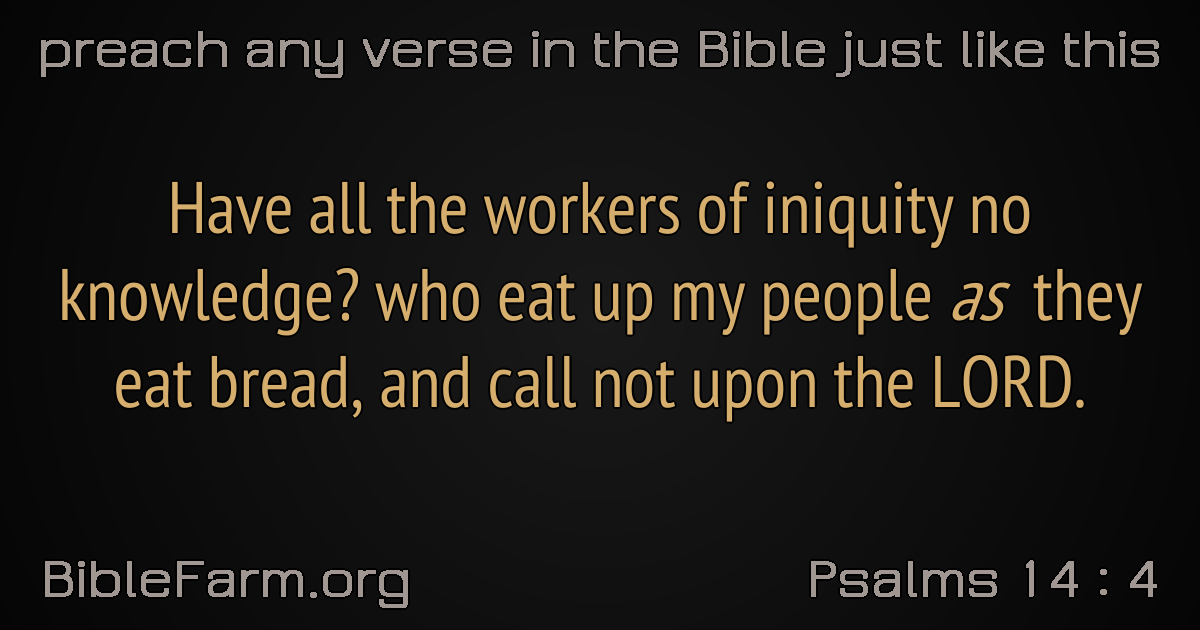 preach any verse in the Bible just like this
Have all the workers of iniquity no
knowledge? who eat up my people as they
eat bread, and call not upon the LORD.
BibleFarm.org
Psalms 14 : 4